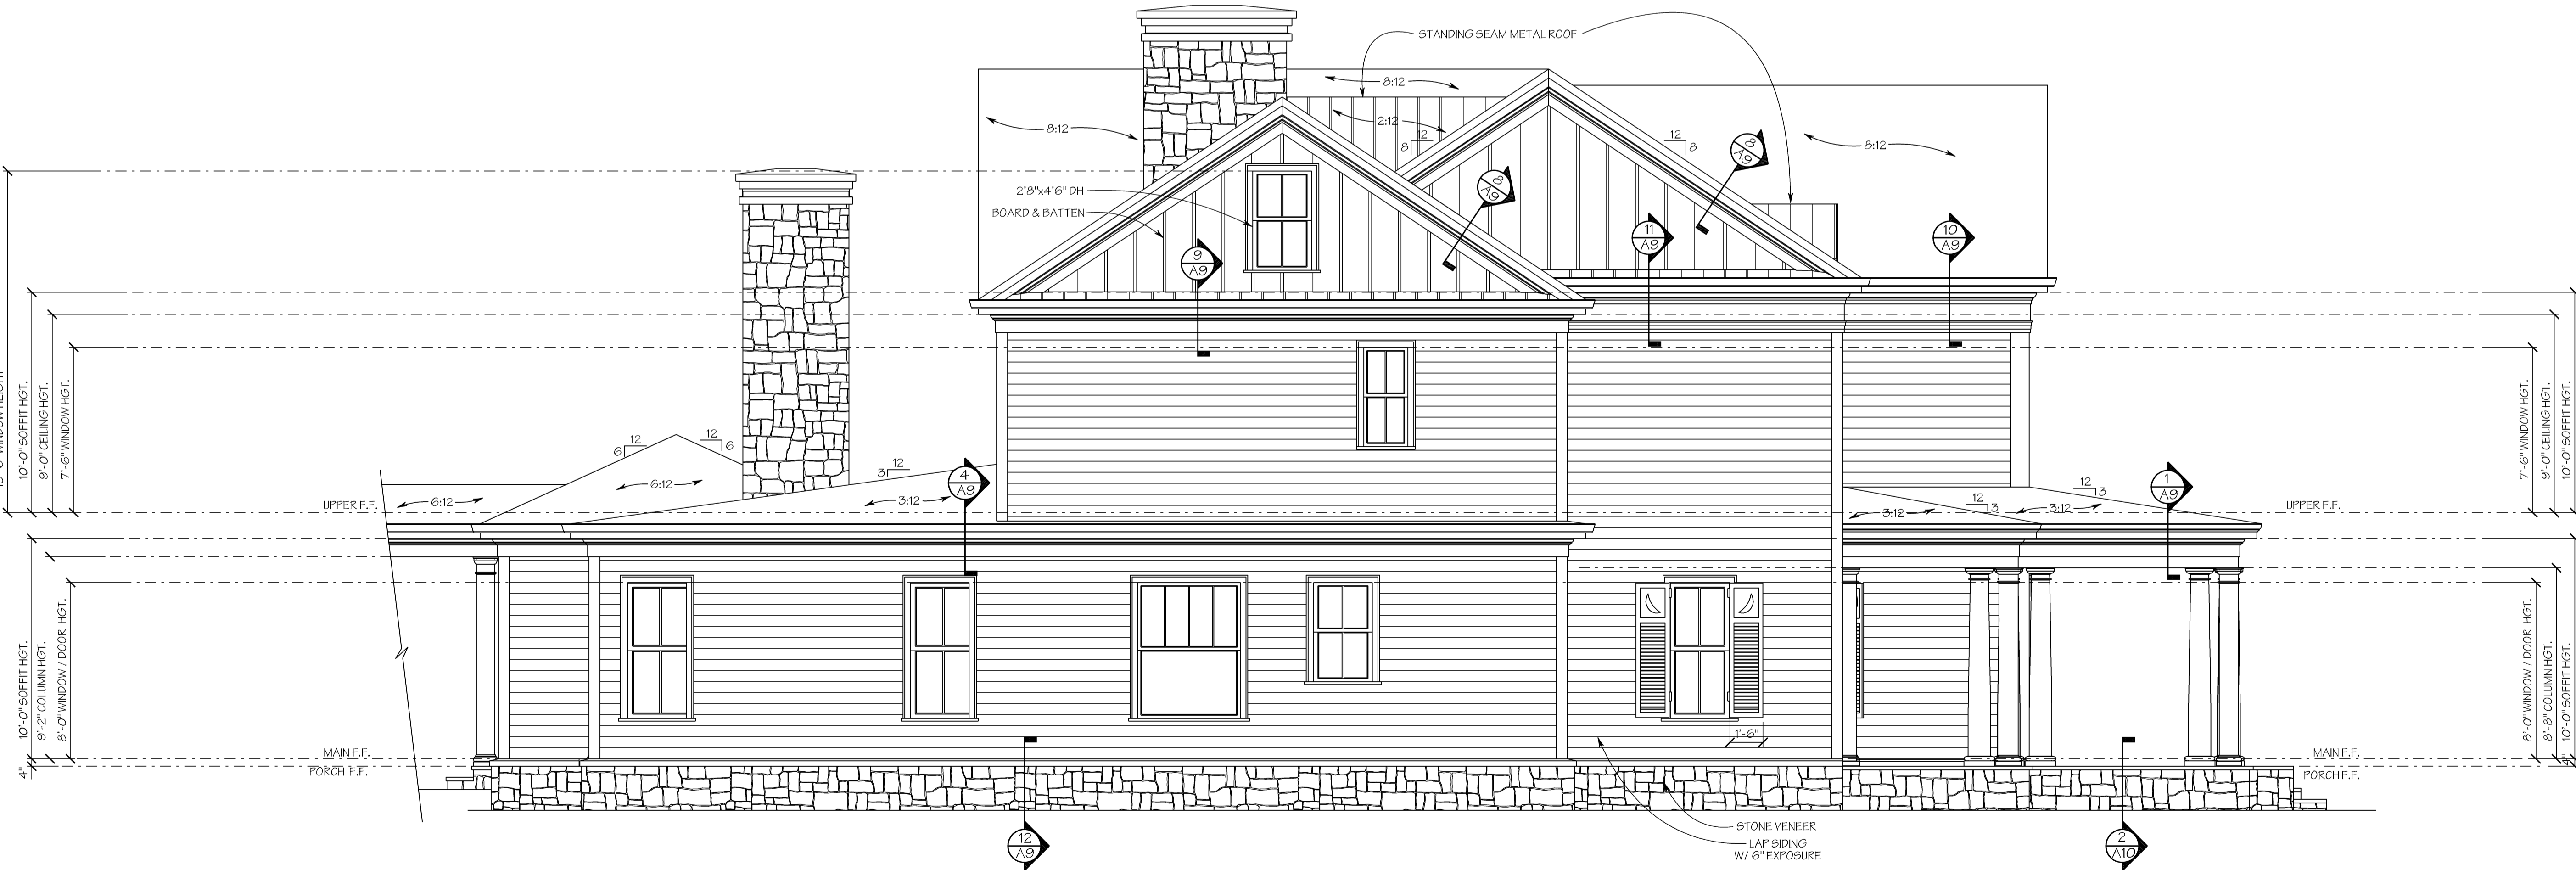 STANDING SEAM METAL ROOF
8:12
8:12
2:12
12
8
12
8
8
A9
8:12
2'8"x4'6" DH
BOARD & BATTEN
8
A9
9
A9
11
A9
10
A9
10'-0" SOFFIT HGT.
9'-0" CEILING HGT.
7'-6" WINDOW HGT.
7'-6" WINDOW HGT.
9'-0" CEILING HGT.
10'-0" SOFFIT HGT.
12
6
12
6
6:12
6:12
12
3
3:12
4
A9
UPPER F.F.
3:12
12
3
3:12
12
3
1
A9
UPPER F.F.
10'-0" SOFFIT HGT.
9'-2" COLUMN HGT.
8'-0" WINDOW / DOOR HGT.
8'-0" WINDOW / DOOR HGT.
8'-8" COLUMN HGT.
10'-0" SOFFIT HGT.
1'-6"
MAIN F.F.
4"
PORCH F.F.
MAIN F.F.
4"
PORCH F.F.
STONE VENEER
LAP SIDING
W/ 6" EXPOSURE
12
A9
2
A10